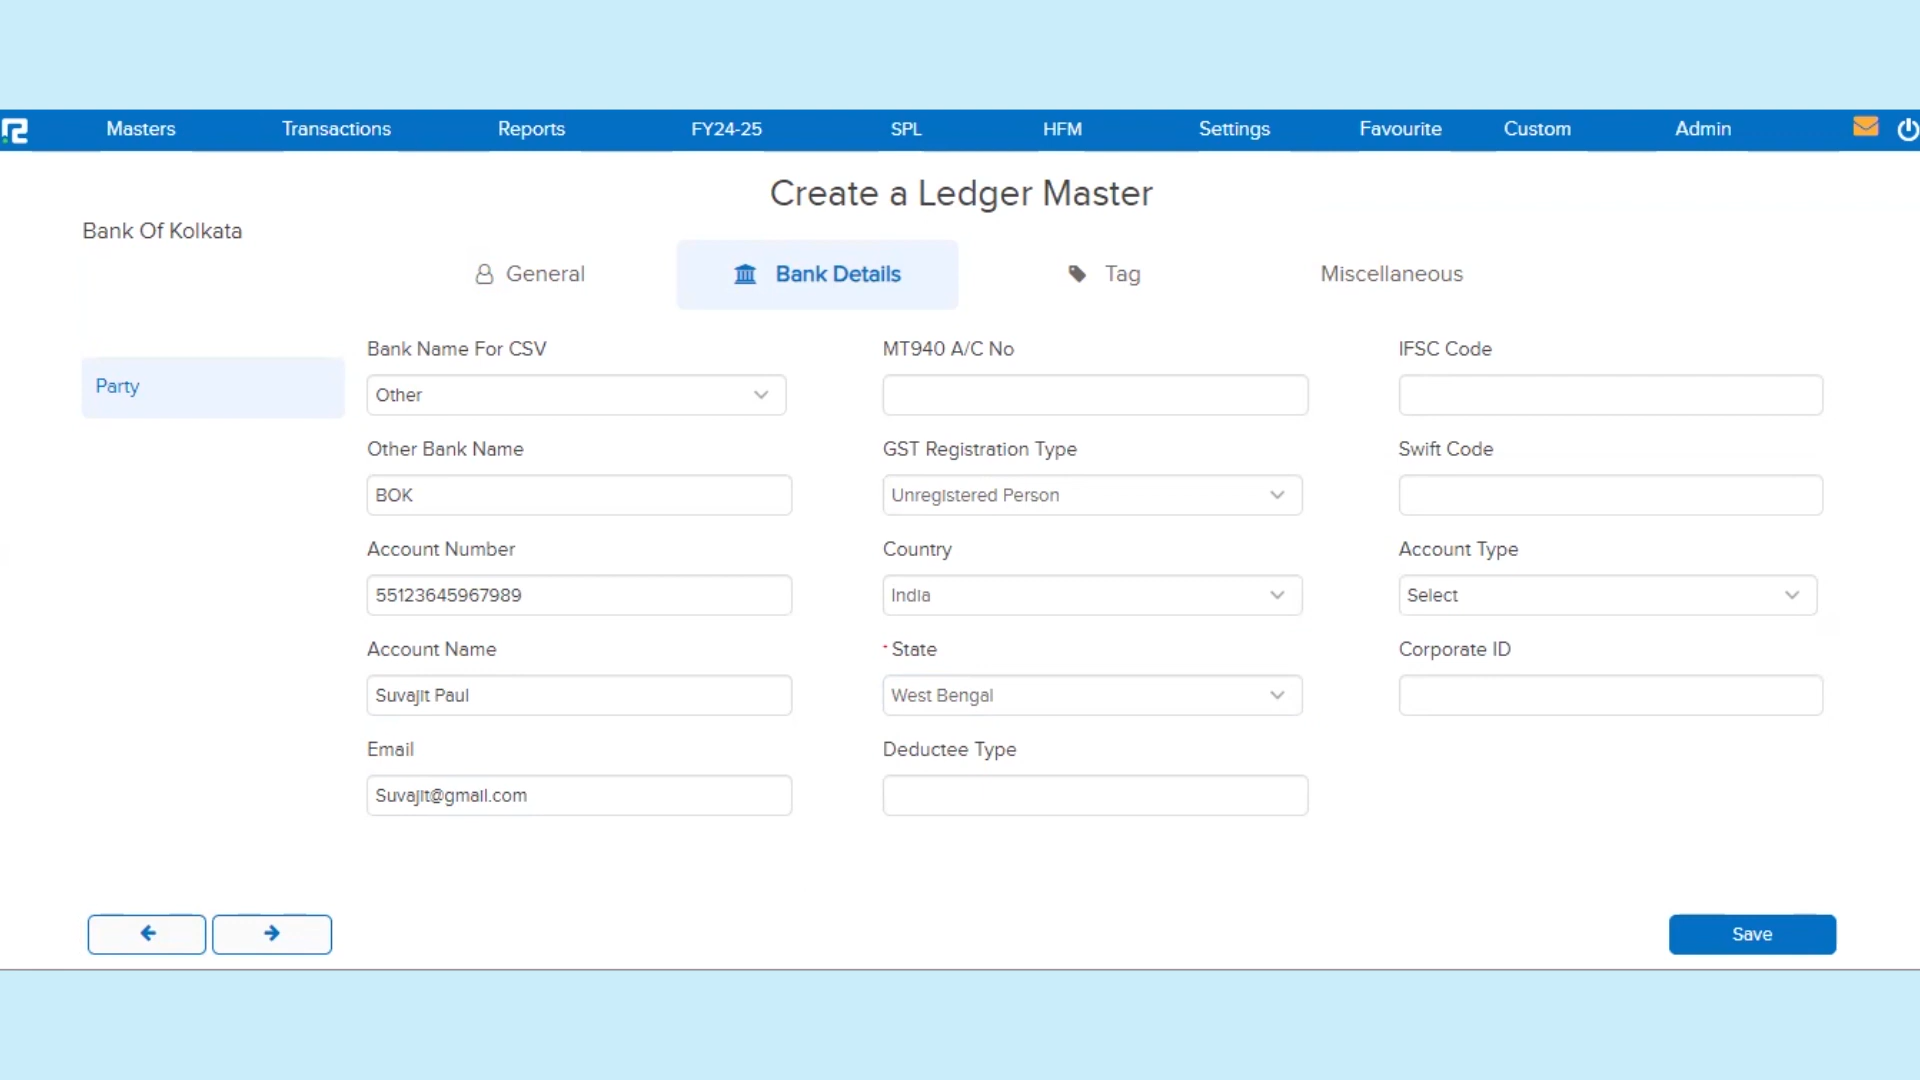 Masters Transactions Reports FY24-25 SPL HFM Settings Favourite Custom Admin
Create a Ledger Master
Bank Of Kolkata
General Bank Details Tag Miscellaneous
Party
Bank Name For CSV MT940 A/C No IFSC Code
Other
Other Bank Name GST Registration Type Swift Code
BOK Unregistered Person
Account Number Country Account Type
55123645967989 India Select
Account Name * State Corporate ID
Suvajit Paul West Bengal
Email Deductee Type
Suvajit@gmail.com
Save